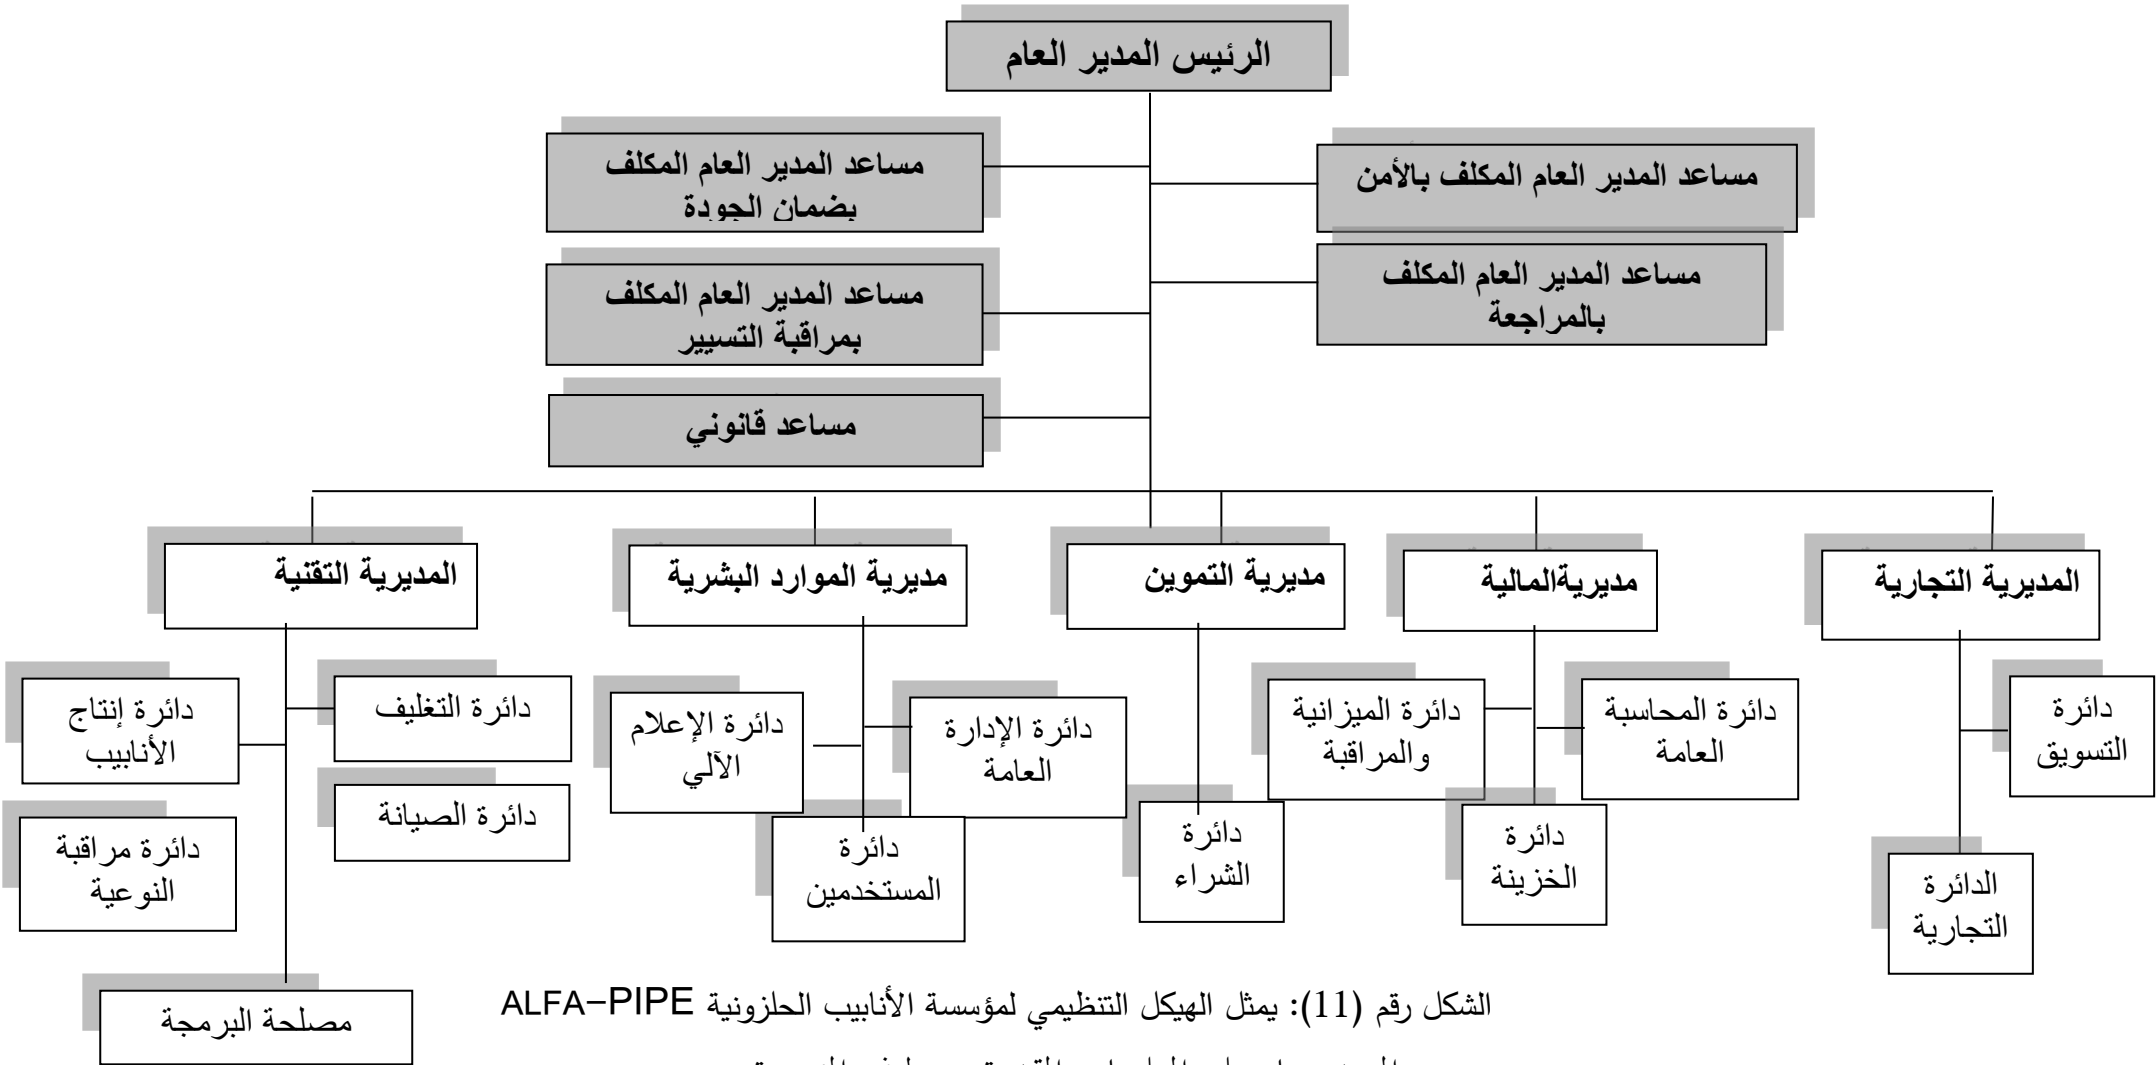 الرئيس المدير العام
مساعد المدير العام المكلف بالأمن
مساعد المدير العام المكلف
بضمان الجودة
مساعد المدير العام المكلف
بالمراجعة
مساعد المدير العام المكلف
بمراقبة التسيير
مساعد قانوني
المديرية التجارية
مديريةالمالية
مديرية التموين
مديرية الموارد البشرية
المديرية التقنية
دائرة
التسويق
الدائرة
التجارية
دائرة المحاسبة
العامة
دائرة الميزانية
والمراقبة
دائرة
الخزينة
دائرة
الشراء
دائرة الإدارة
العامة
دائرة الإعلام
الآلي
دائرة
المستخدمين
دائرة التغليف
دائرة إنتاج
الأنابيب
دائرة الصيانة
دائرة مراقبة
النوعية
مصلحة البرمجة
الشكل رقم (11): يمثل الهيكل التنظيمي لمؤسسة الأنابيب الحلزونية ALFA-PIPE